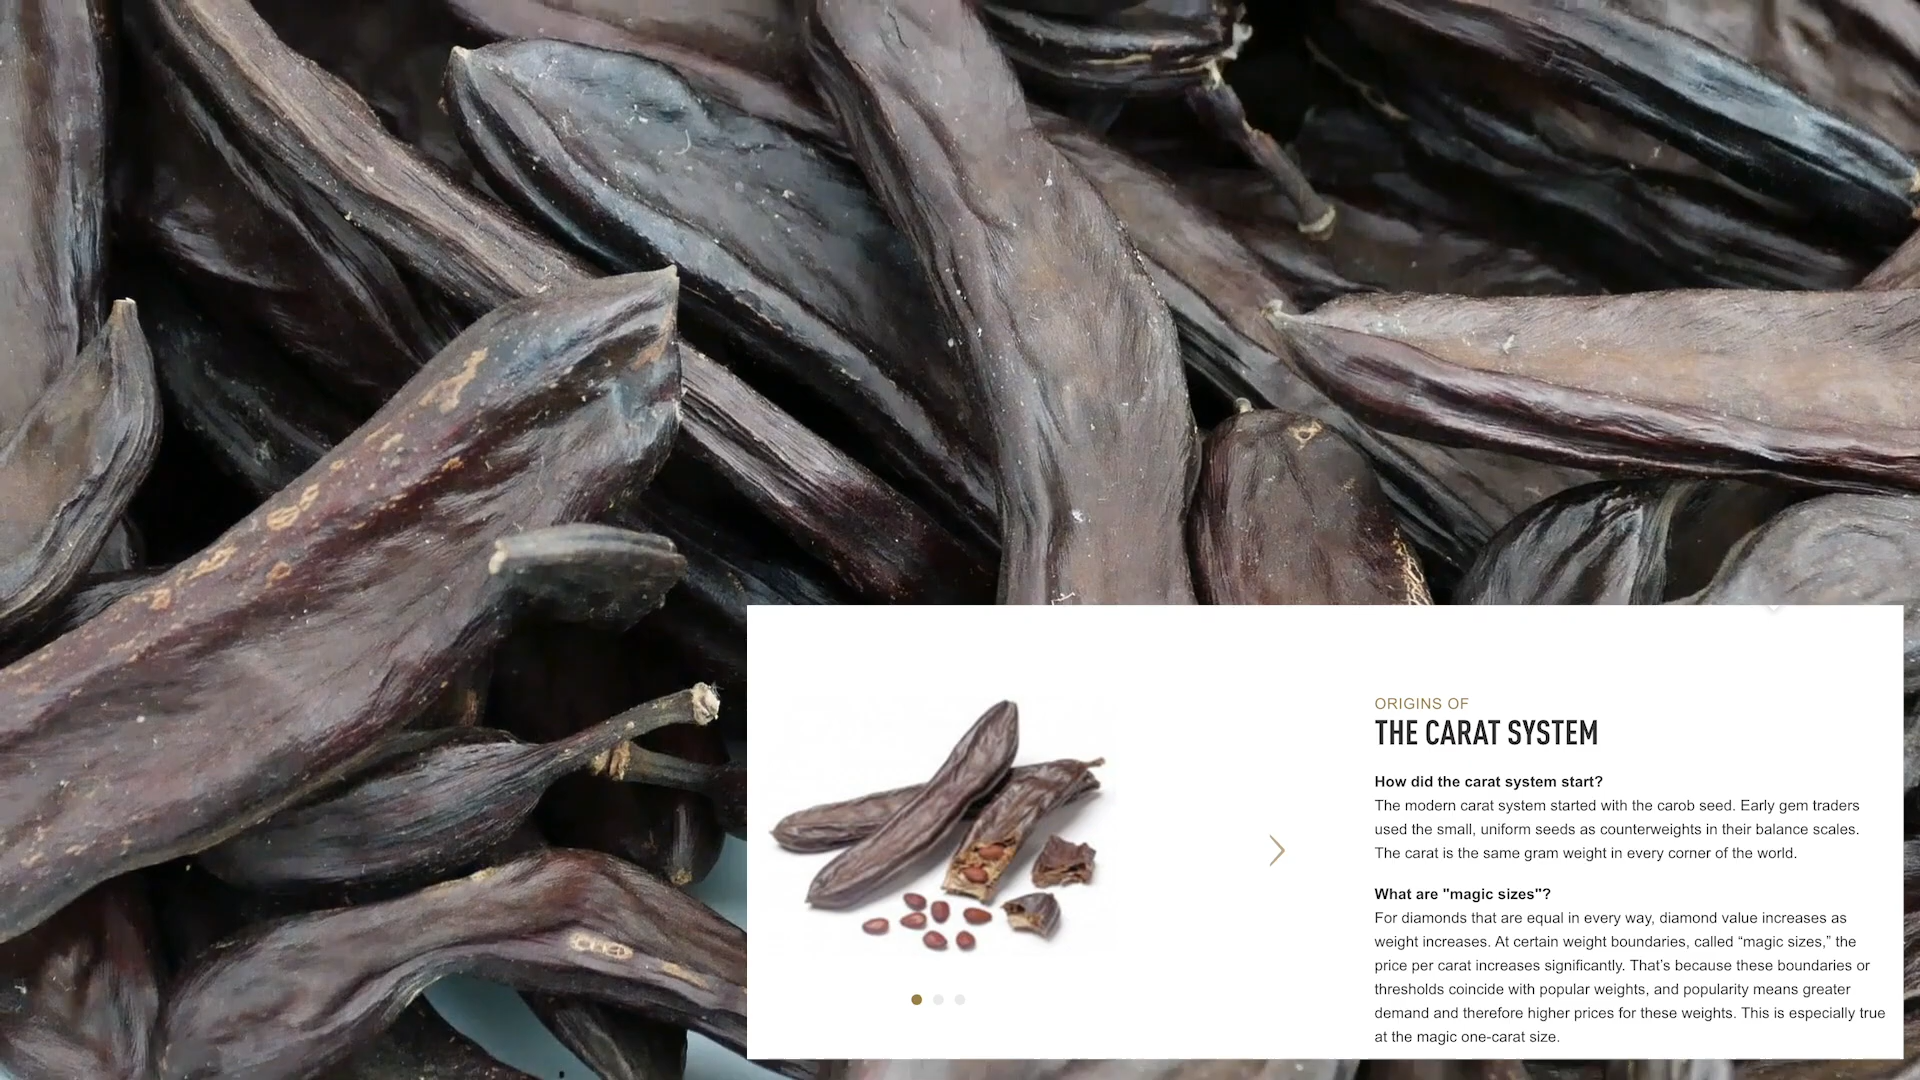 ORIGINS OF
THE CARAT SYSTEM
How did the carat system start?
The modern carat system started with the carob seed. Early gem traders
used the small, uniform seeds as counterweights in their balance scales.
The carat is the same gram weight in every corner of the world.
What are "magic sizes"?
For diamonds that are equal in every way, diamond value increases as
weight increases. At certain weight boundaries, called “magic sizes,” the
price per carat increases significantly. That’s because these boundaries or
thresholds coincide with popular weights, and popularity means greater
demand and therefore higher prices for these weights. This is especially true
at the magic one-carat size.